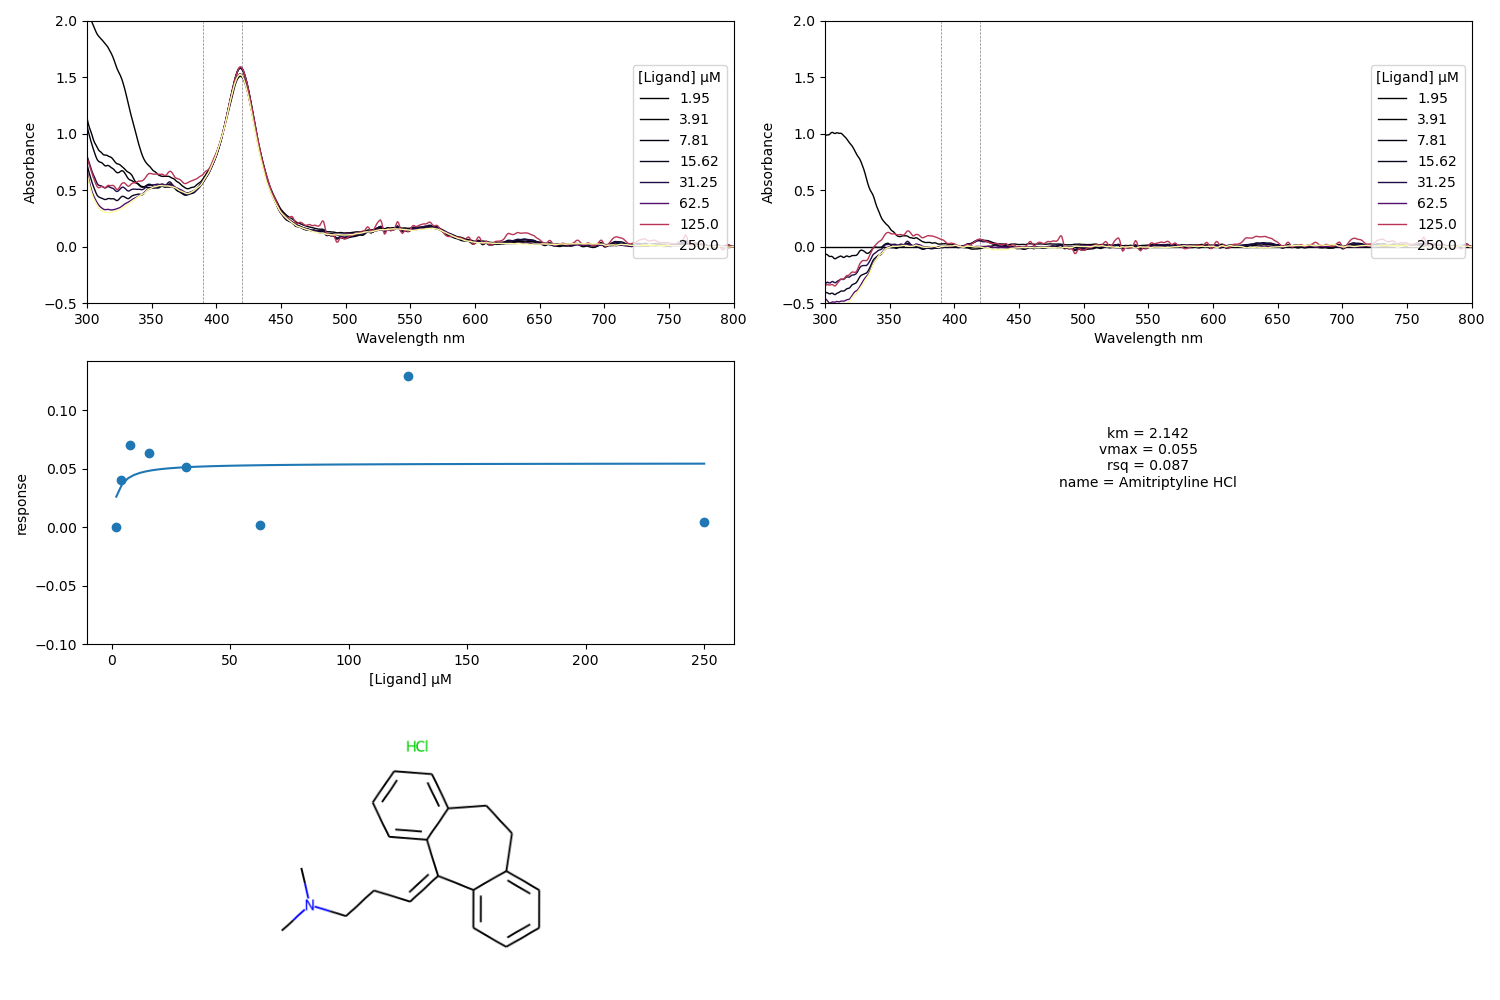 2.0
1.5
1.0
0.5
0.0
−0.5
Absorbance
300 350 400 450 500 550 600 650 700 750 800
Wavelength nm
[Ligand] µM
1.95
3.91
7.81
15.62
31.25
62.5
125.0
250.0
2.0
1.5
1.0
0.5
0.0
−0.5
Absorbance
300 350 400 450 500 550 600 650 700 750 800
Wavelength nm
[Ligand] µM
1.95
3.91
7.81
15.62
31.25
62.5
125.0
250.0
0.10
0.05
0.00
−0.05
−0.10
response
0 50 100 150 200 250
[Ligand] µM
km = 2.142
vmax = 0.055
rsq = 0.087
name = Amitriptyline HCl
HCl
N